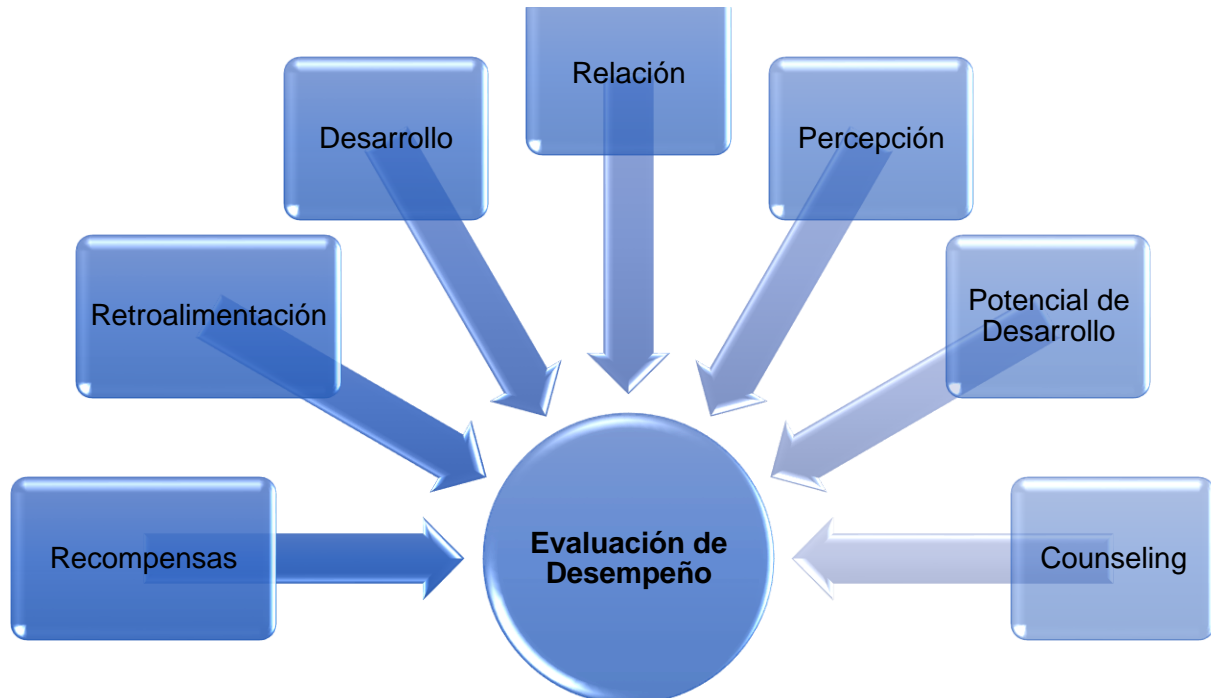 Relación
Desarrollo
Percepción
Retroalimentación
Potencial de
Desarrollo
Recompensas
Evaluación de
Desempeño
Counseling